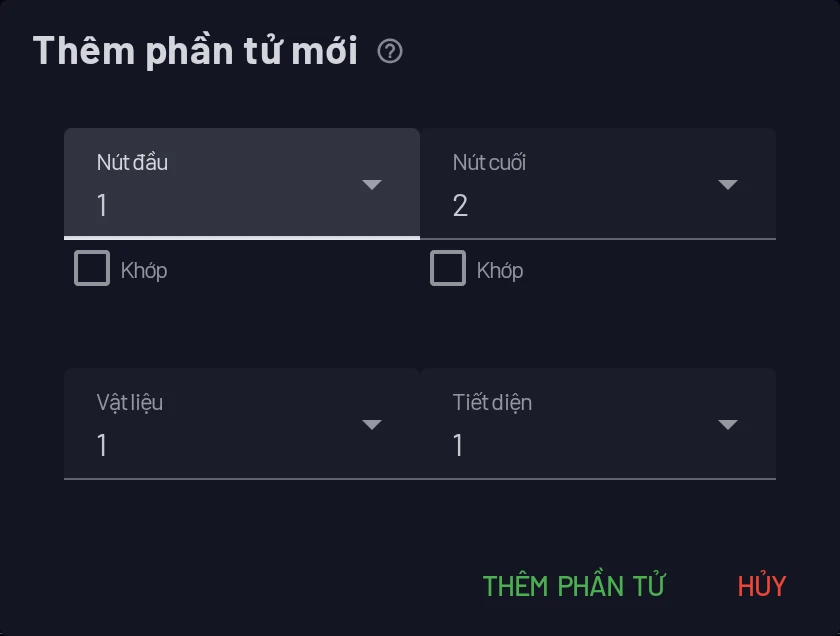 Thêm phần tử mới
Nút đầu
1
Nút cuối
2
Khớp
Khớp
Vật liệu
1
Tiết diện
1
THÊM PHẦN TỬ
HỦY